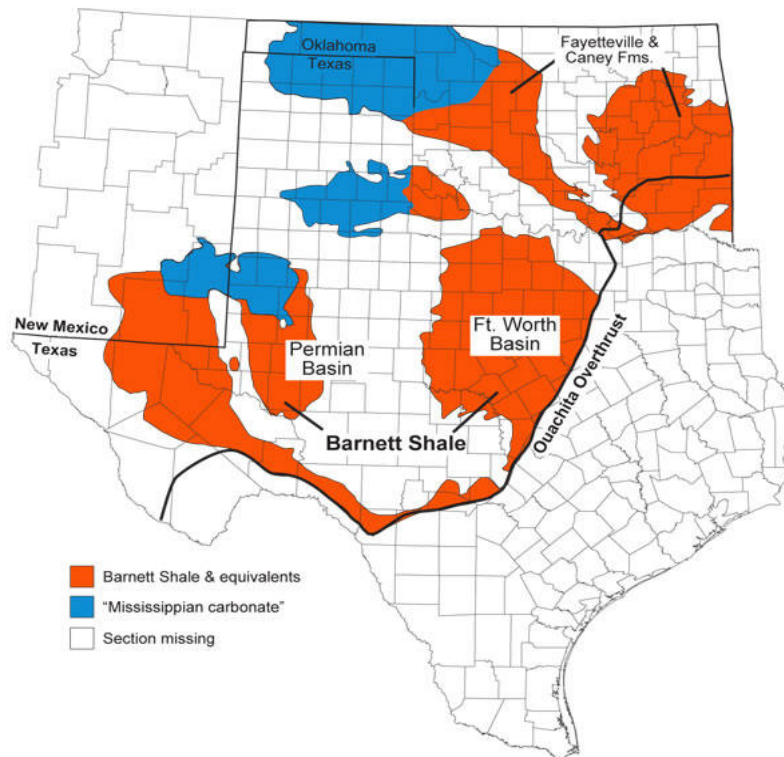 Oklahoma
Texas
Fayetteville &
Caney Fms.
New Mexico
Texas
Permian
Basin
Ft. Worth
Basin
Barnett Shale
Ouachita Overthrust
Barnett Shale & equivalents
“Mississippian carbonate”
Section missing